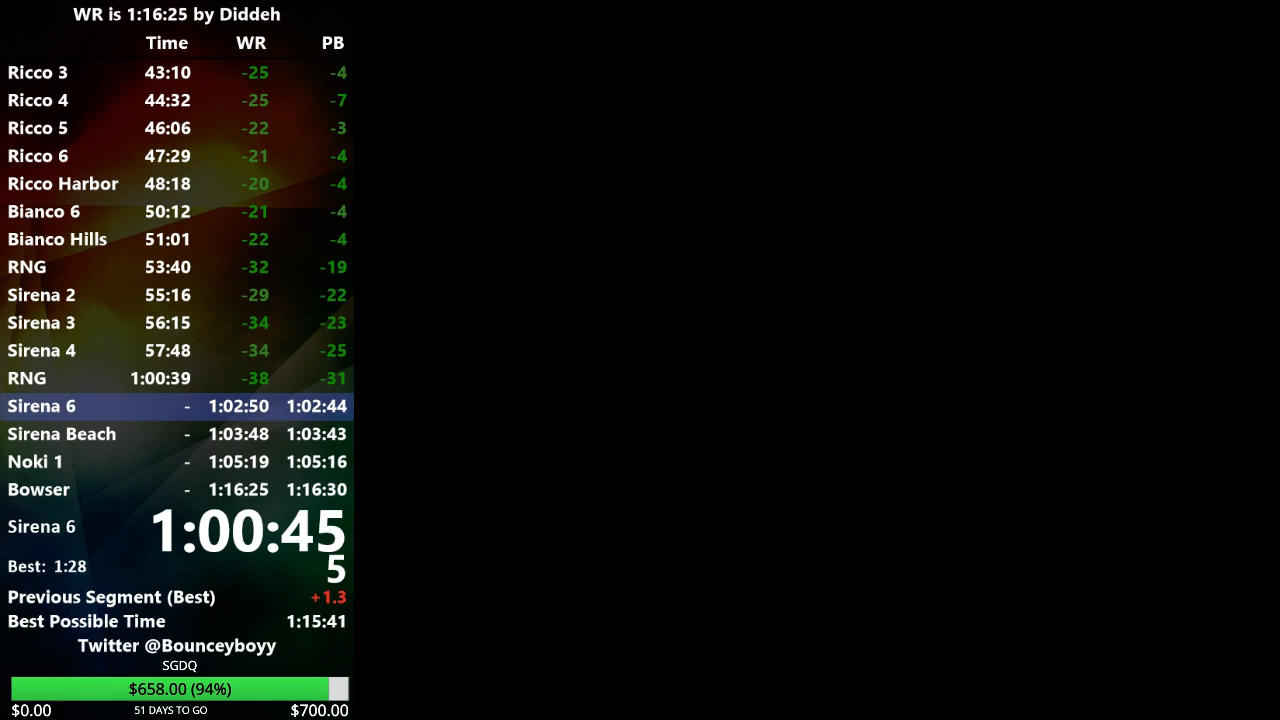 WR is 1:16:25 by Diddeh
Time WR PB
Ricco 3 43:10 -25 -4
Ricco 4 44:32 -25 -7
Ricco 5 46:06 -22 -3
Ricco 6 47:29 -21 -4
Ricco Harbor 48:18 -20 -4
Bianco 6 50:12 -21 -4
Bianco Hills 51:01 -22 -4
RNG 53:40 -32 -19
Sirena 2 55:16 -29 -22
Sirena 3 56:15 -34 -23
Sirena 4 57:48 -34 -25
RNG 1:00:39 -38 -31
Sirena 6 - 1:02:50 1:02:44
Sirena Beach - 1:03:48 1:03:43
Noki 1 - 1:05:19 1:05:16
Bowser - 1:16:25 1:16:30
Sirena 6 1:00:45
Best: 1:28 5
Previous Segment (Best) +1.3
Best Possible Time 1:15:41
Twitter @Bounceyboyy
SGDQ
$658.00 (94%)
$0.00 51 DAYS TO GO $700.00